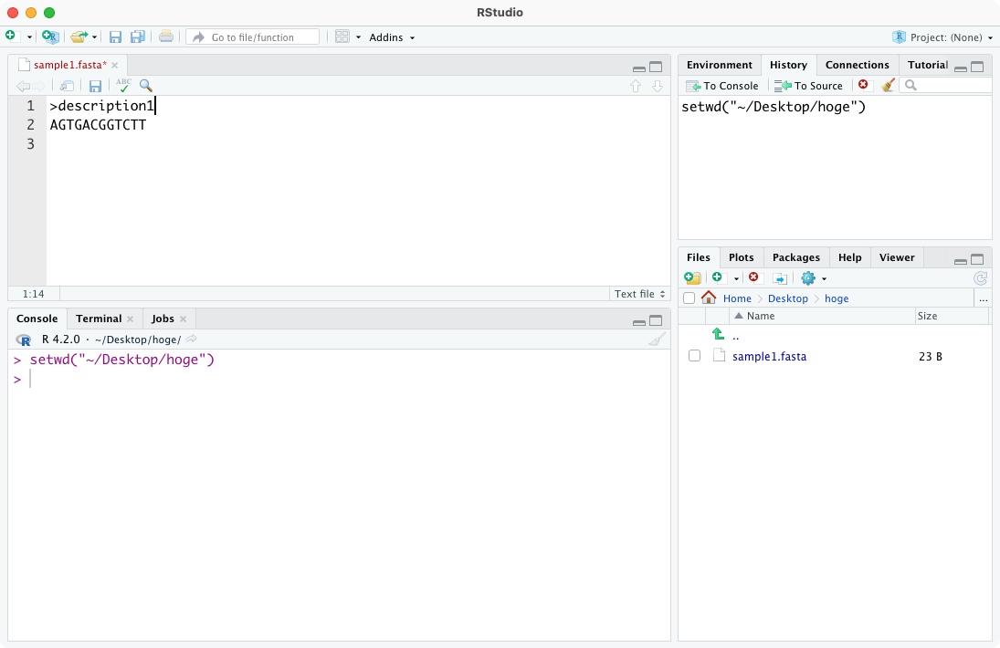 RStudio
Go to file/function
Addins
Project: (None)
sample1.fasta*
ABC
1 >description1
2 AGTGACGGTCTT
3
1:14
Text file
Console Terminal Jobs
R R 4.2.0 · ~/Desktop/hoge/
> setwd("~/Desktop/hoge")
>
Environment History Connections Tutorial
To Console To Source
setwd("~/Desktop/hoge")
Files Plots Packages Help Viewer
Home Desktop hoge ...
Name Size
..
sample1.fasta 23 B